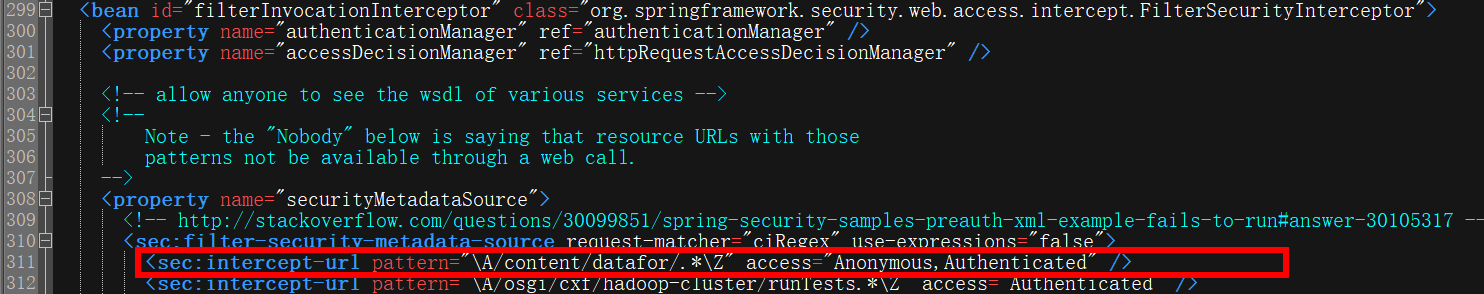 299 <bean id="filterInvocationInterceptor" class="org.springframework.security.web.access.intercept.FilterSecurityInterceptor">
300 <property name="authenticationManager" ref="authenticationManager" />
301 <property name="accessDecisionManager" ref="httpRequestAccessDecisionManager" />
302
303 <!-- allow anyone to see the wsdl of various services -->
304 <!--
305 Note - the "Nobody" below is saying that resource URLs with those
306 patterns not be available through a web call.
307 -->
308 <property name="securityMetadataSource">
309 <!-- http://stackoverflow.com/questions/30099851/spring-security-samples-preauth-xml-example-fails-to-run#answer-30105317 --
310 <sec:filter-security-metadata-source request-matcher="ciRegex" use-expressions="false">
311 <sec:intercept-url pattern="\A/content/datafor/.*\Z" access="Anonymous,Authenticated" />
312 <sec:intercept-url pattern="\A/osgi/cxf/hadoop-cluster/runTests.*\Z" access="Authenticated" />